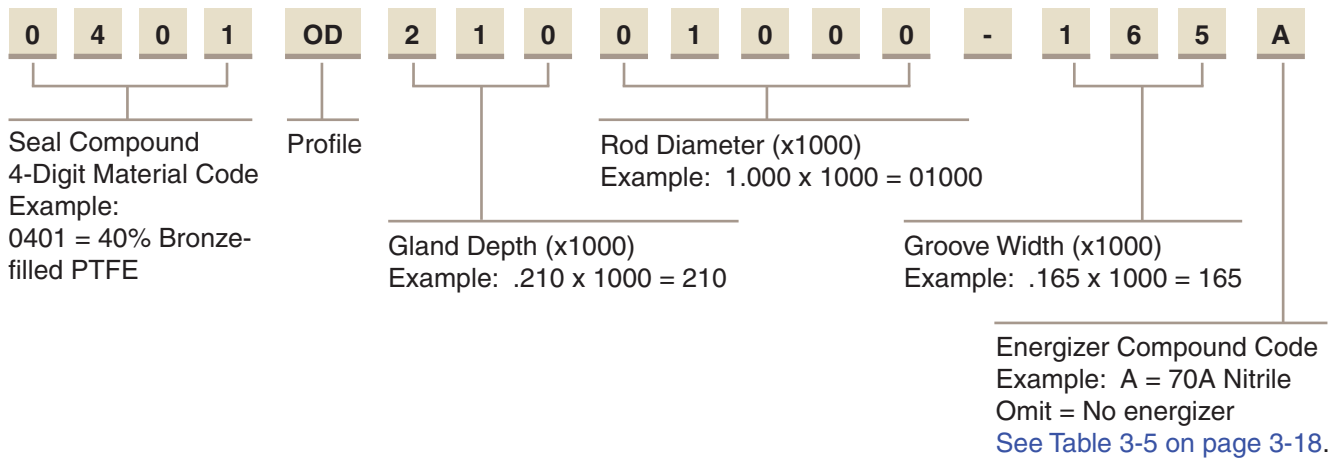 0 4 0 1 OD 2 1 0 0 1 0 0 0 - 1 6 5 A
Seal Compound
4-Digit Material Code
Example:
0401 = 40% Bronze-
filled PTFE
Profile
Rod Diameter (x1000)
Example: 1.000 x 1000 = 01000
Gland Depth (x1000)
Example: .210 x 1000 = 210
Groove Width (x1000)
Example: .165 x 1000 = 165
Energizer Compound Code
Example: A = 70A Nitrile
Omit = No energizer
See Table 3-5 on page 3-18.